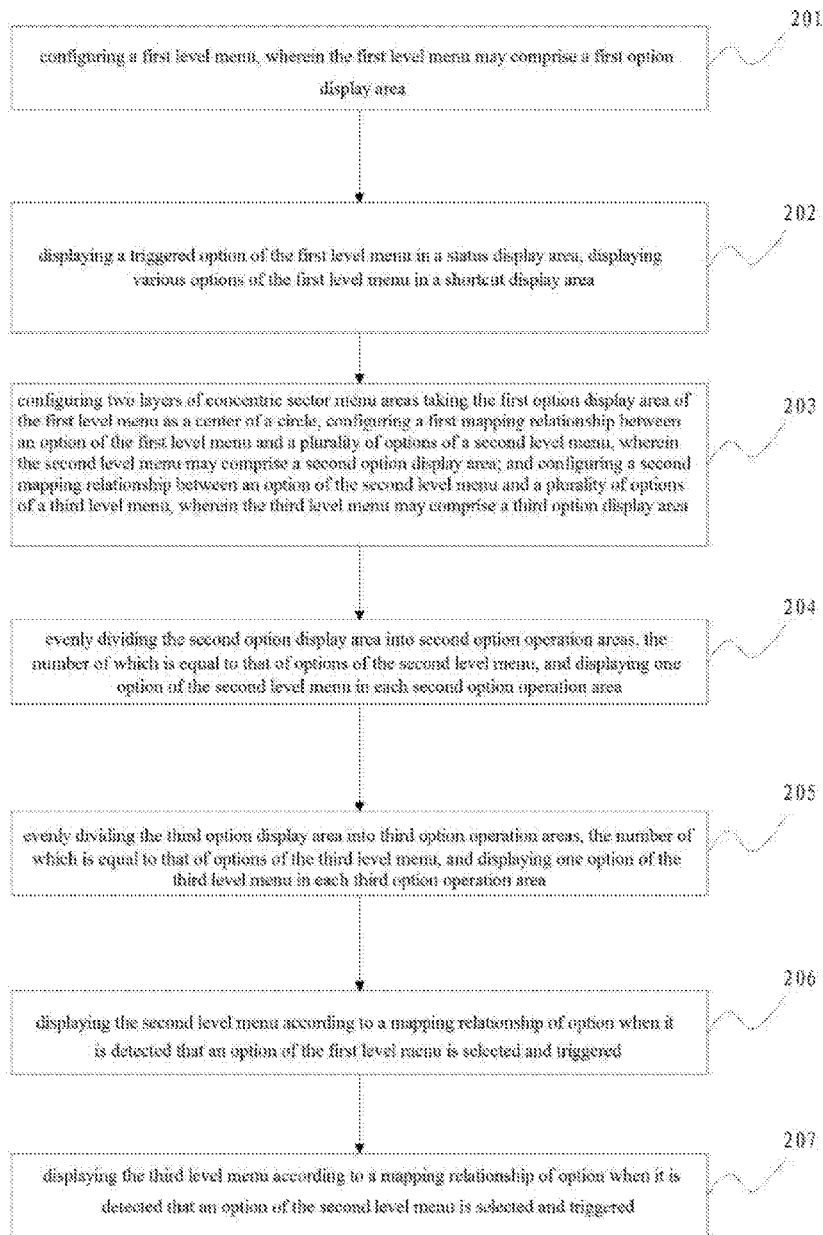 201
configuring a first level menu, wherein the first level menu may comprise a first option
display area
202
displaying a triggered option of the first level menu in a status display area, displaying
various options of the first level menu in a shortcut display area
203
configuring two layers of concentric sector menu areas taking the first option display area of
the first level menu as a center of a circle, configuring a first mapping relationship between
an option of the first level menu and a plurality of options of a second level menu, wherein
the second level menu may comprise a second option display area; and configuring a second
mapping relationship between an option of the second level menu and a plurality of options
of a third level menu, wherein the third level menu may comprise a third option display area
204
evenly dividing the second option display area into second option operation areas, the
number of which is equal to that of options of the second level menu, and displaying one
option of the second level menu in each second option operation area
205
evenly dividing the third option display area into third option operation areas, the number of
which is equal to that of options of the third level menu, and displaying one option of the
third level menu in each third option operation area
206
displaying the second level menu according to a mapping relationship of option when it
is detected that an option of the first level menu is selected and triggered
207
displaying the third level menu according to a mapping relationship of option when it is
detected that an option of the second level menu is selected and triggered